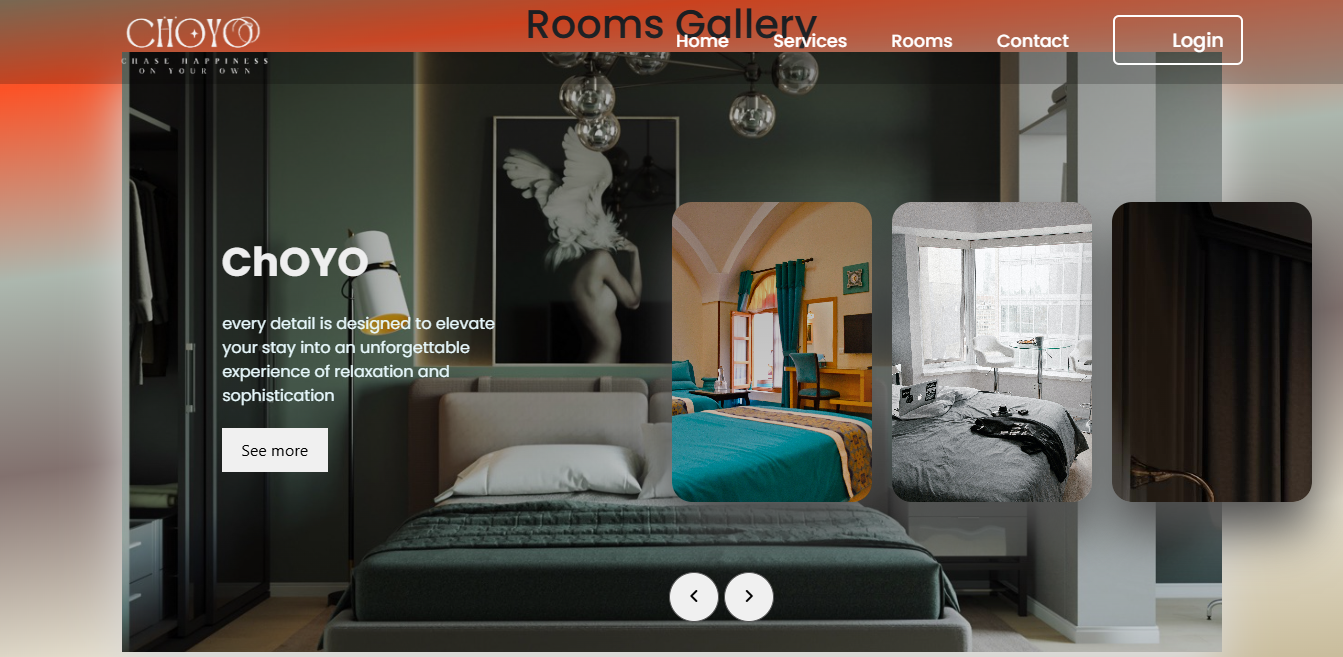 Rooms Gallery
CHOYO
CHASE HAPPINESS
ON YOUR OWN
Home
Services
Rooms
Contact
Login
ChOYO
every detail is designed to elevate
your stay into an unforgettable
experience of relaxation and
sophistication
See more